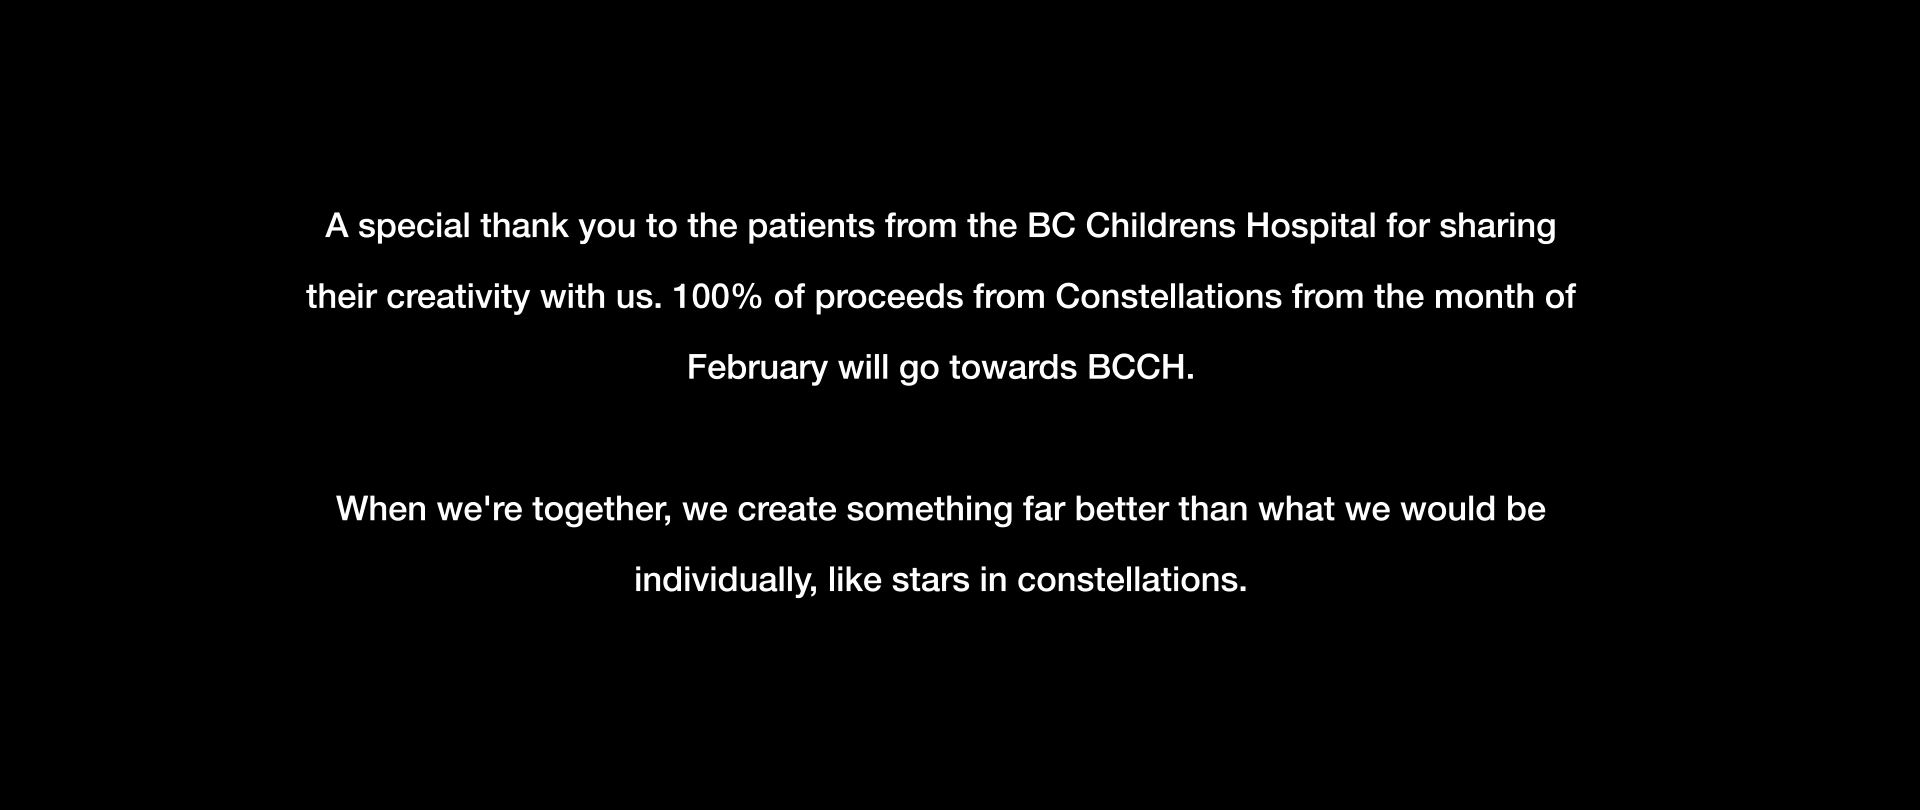 A special thank you to the patients from the BC Childrens Hospital for sharing
their creativity with us. 100% of proceeds from Constellations from the month of
February will go towards BCCH.
When we're together, we create something far better than what we would be
individually, like stars in constellations.